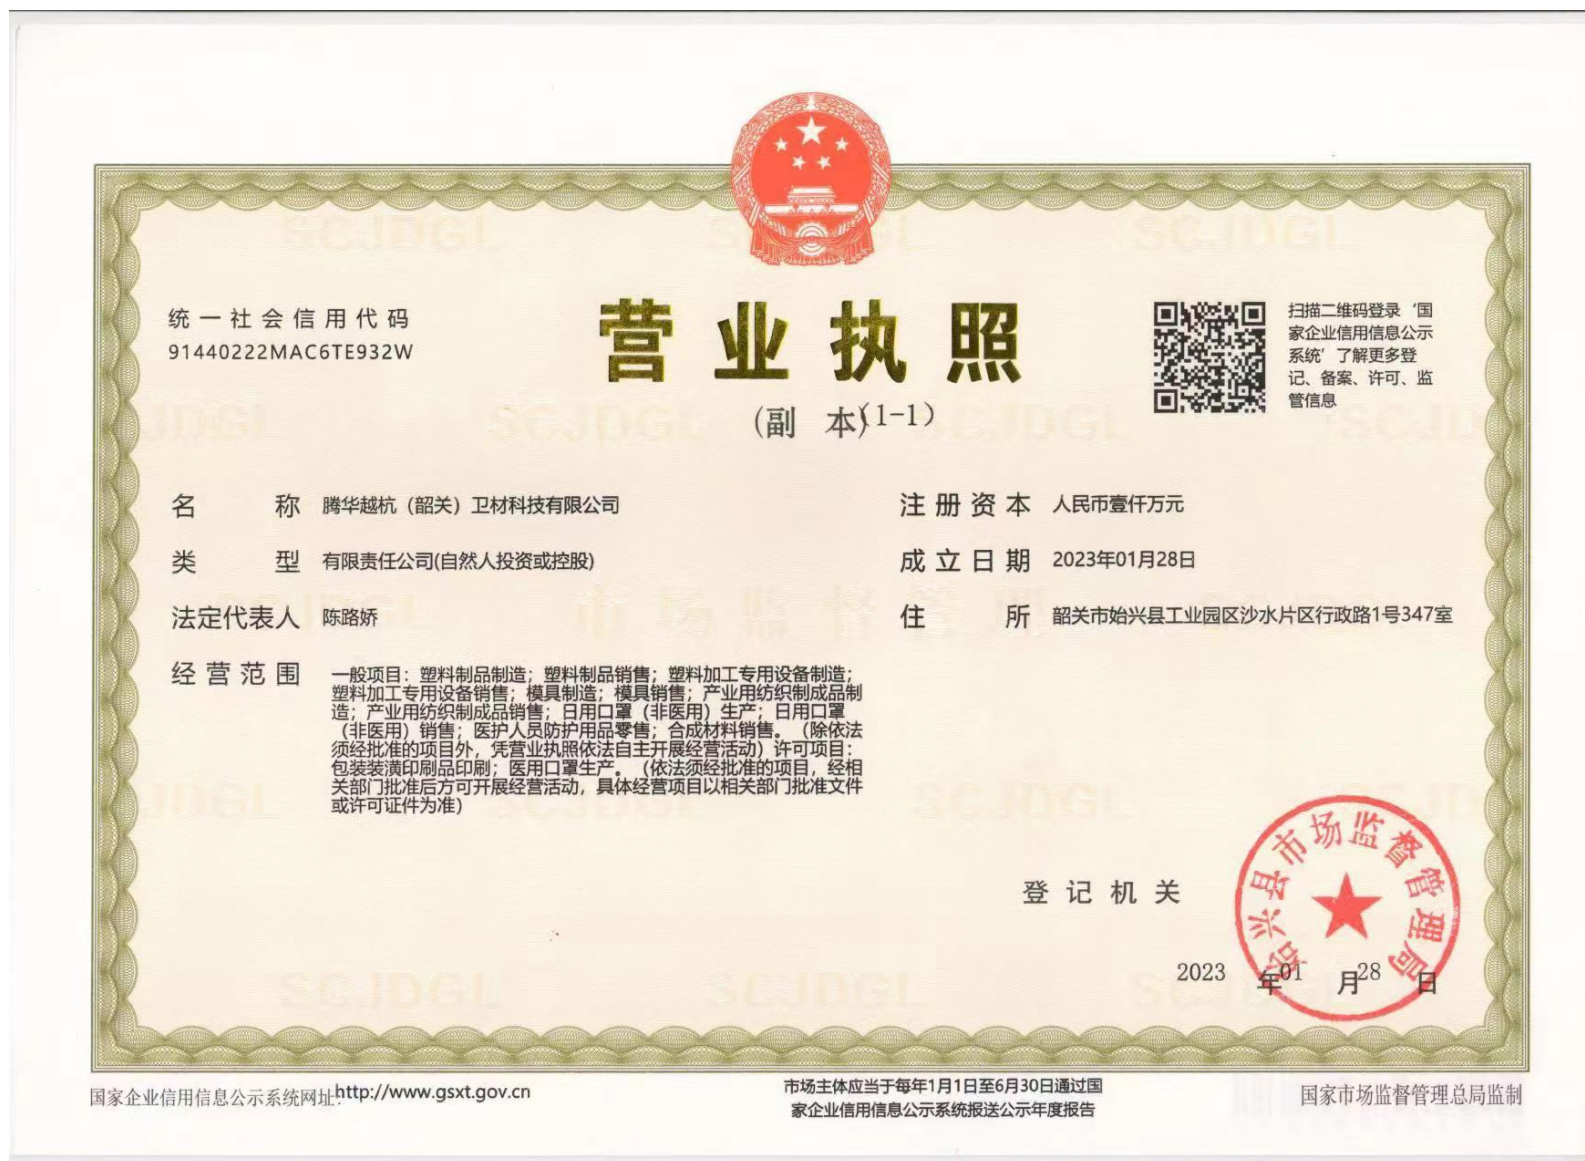 统一社会信用代码
91440222MAC6TE932W
营业执照
(副 本)(1-1)
扫描二维码登录‘国
家企业信用信息公示
系统’了解更多登
记、备案、许可、监
管信息
名称 腾华越杭（韶关）卫材科技有限公司
类型 有限责任公司(自然人投资或控股)
法定代表人 陈路娇
经营范围 一般项目：塑料制品制造；塑料制品销售；塑料加工专用设备制造；
塑料加工专用设备销售；模具制造；模具销售；产业用纺织制成品制
造；产业用纺织制成品销售；日用口罩（非医用）生产；日用口罩
（非医用）销售；医护人员防护用品零售；合成材料销售。（除依法
须经批准的项目外，凭营业执照依法自主开展经营活动）许可项目：
包装装潢印刷品印刷；医用口罩生产。（依法须经批准的项目，经相
关部门批准后方可开展经营活动，具体经营项目以相关部门批准文件
或许可证件为准）
注册资本 人民币壹仟万元
成立日期 2023年01月28日
住所 韶关市始兴县工业园区沙水片区行政路1号347室
登记机关
始兴县市场监督管理局
2023 年01 月28 日
国家企业信用信息公示系统网址:http://www.gsxt.gov.cn
市场主体应当于每年1月1日至6月30日通过国
家企业信用信息公示系统报送公示年度报告
国家市场监督管理总局监制